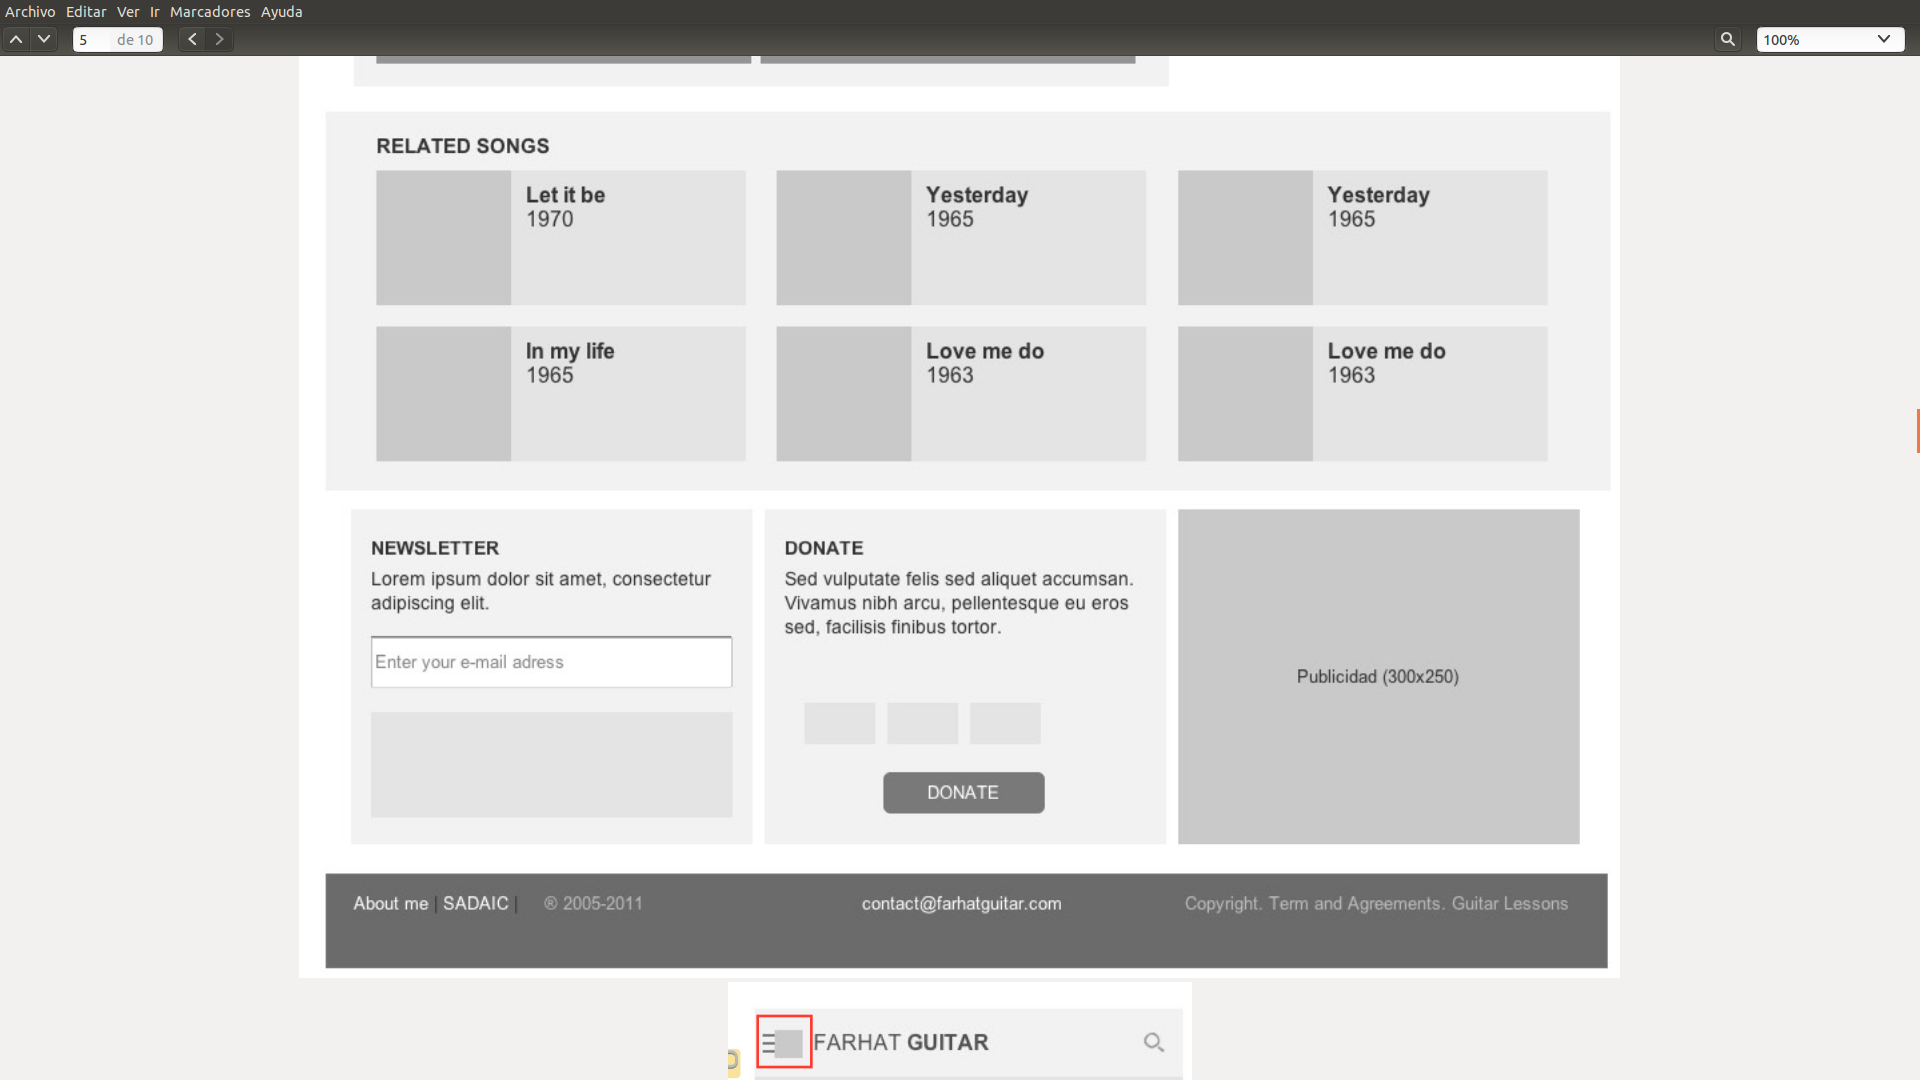 Archivo Editar Ver Ir Marcadores Ayuda
5 de 10
100%
RELATED SONGS
Let it be
1970
Yesterday
1965
Yesterday
1965
In my life
1965
Love me do
1963
Love me do
1963
NEWSLETTER
Lorem ipsum dolor sit amet, consectetur
adipiscing elit.
Enter your e-mail adress
DONATE
Sed vulputate felis sed aliquet accumsan.
Vivamus nibh arcu, pellentesque eu eros
sed, facilisis finibus tortor.
DONATE
Publicidad (300x250)
About me | SADAIC | ® 2005-2011
contact@farhatguitar.com
Copyright. Term and Agreements. Guitar Lessons
FARHAT GUITAR